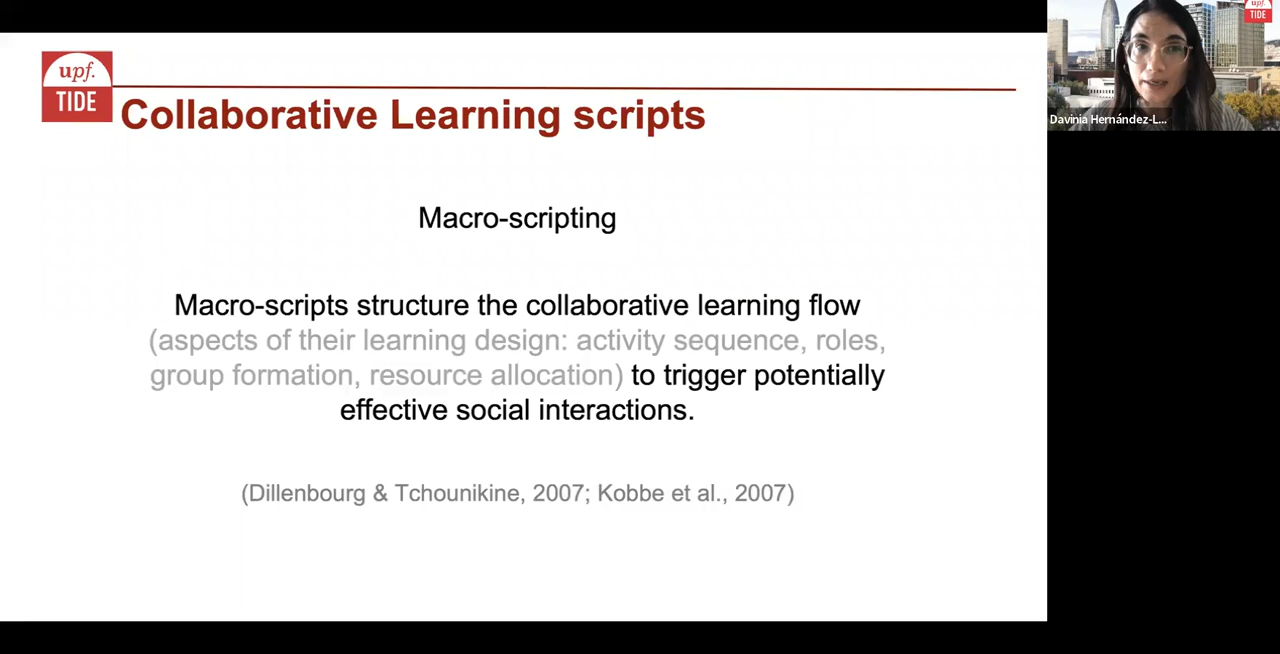 upf.
TIDE
Collaborative Learning scripts
Macro-scripting
Macro-scripts structure the collaborative learning flow
(aspects of their learning design: activity sequence, roles,
group formation, resource allocation) to trigger potentially
effective social interactions.
(Dillenbourg & Tchounikine, 2007; Kobbe et al., 2007)
upf.
TIDE
Davinia Hernández-L...